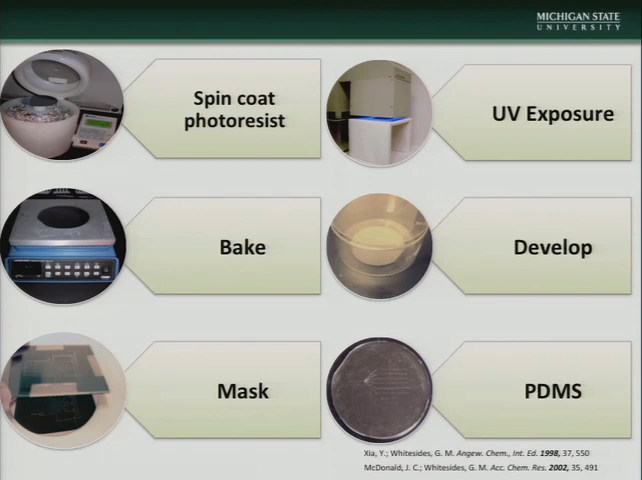 MICHIGAN STATE
UNIVERSITY
Spin coat
photoresist
Bake
Mask
UV Exposure
Develop
PDMS
Xia, Y.; Whitesides, G. M. Angew. Chem., Int. Ed. 1998, 37, 550
McDonald, J. C.; Whitesides, G. M. Acc. Chem. Res. 2002, 35, 491